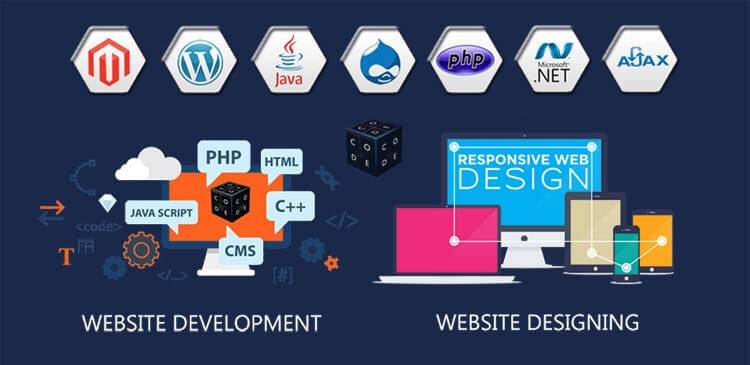 Java
php
Microsoft
.NET
AJAX
PHP
HTML
JAVA SCRIPT
C++
CMS
<code>
</>
</...>
[#]
T
C O D E
RESPONSIVE WEB
DESIGN
WEBSITE DEVELOPMENT
WEBSITE DESIGNING